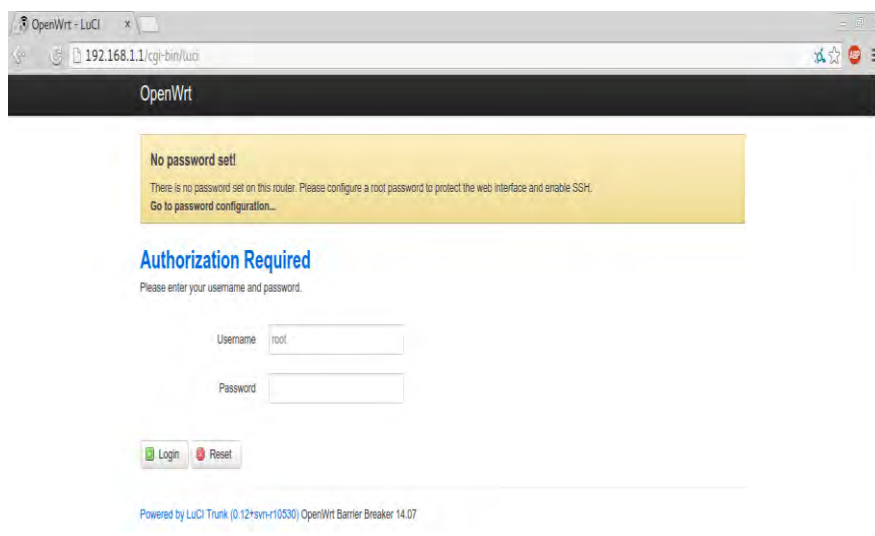 OpenWrt - LuCI x
192.168.1.1/cgi-bin/luci
ABP
OpenWrt
No password set!
There is no password set on this router. Please configure a root password to protect the web interface and enable SSH.
Go to password configuration...
Authorization Required
Please enter your username and password.
Username root
Password
Login Reset
Powered by LuCI Trunk (0.12+svn-r10530) OpenWrt Barrier Breaker 14.07